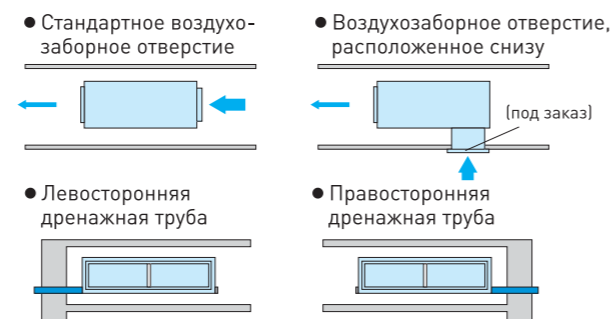 ● Стандартное воздухо-
заборное отверстие
● Воздухозаборное отверстие,
расположенное снизу
(под заказ)
● Левосторонняя
дренажная труба
● Правосторонняя
дренажная труба